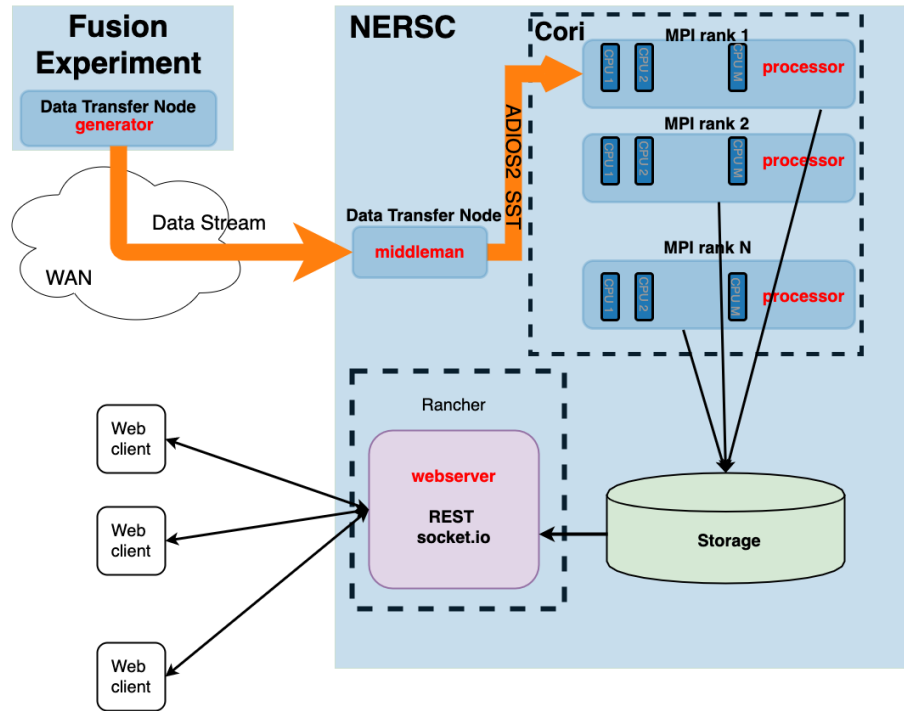 Fusion
Experiment
Data Transfer Node
generator
Data Stream
WAN
NERSC
Data Transfer Node
middleman
ADIOS2 SST
Cori
MPI rank 1
CPU 1
CPU 2
CPU M
processor
MPI rank 2
CPU 1
CPU 2
CPU M
processor
MPI rank N
CPU 1
CPU 2
CPU M
processor
Rancher
webserver
REST
socket.io
Storage
Web
client
Web
client
Web
client